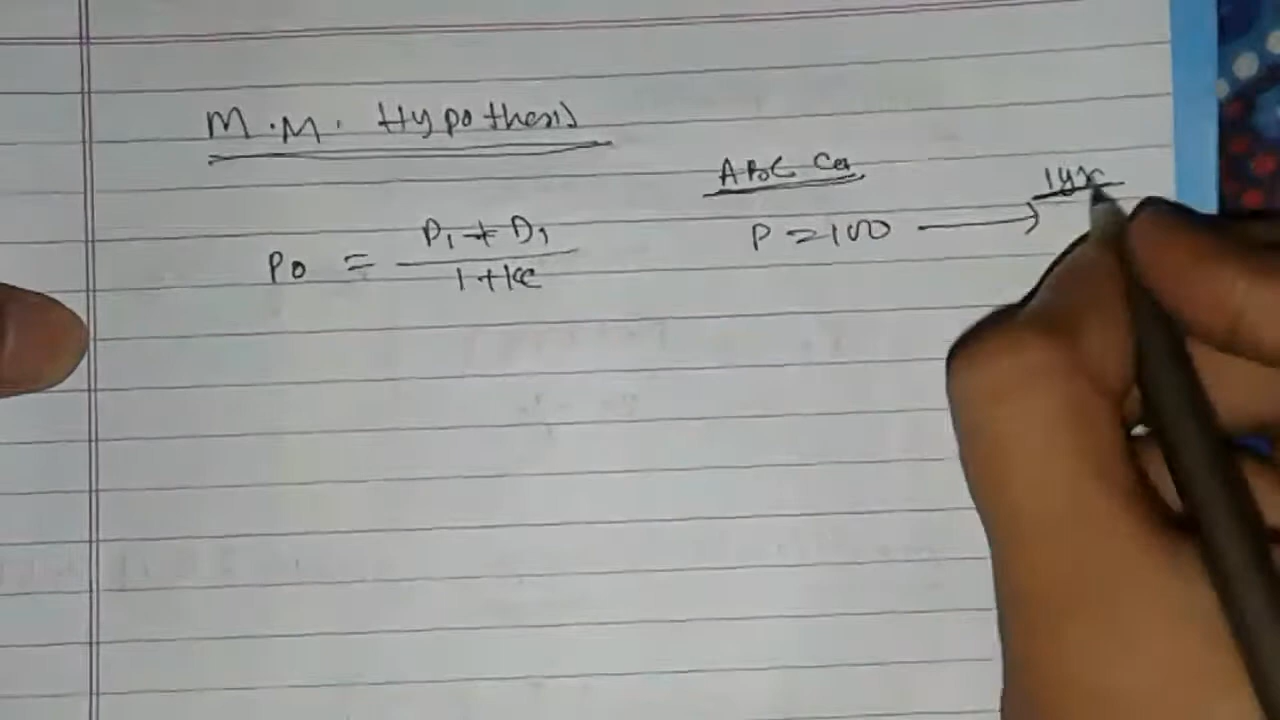 M.M. Hypothesis
ABC Co
1yr
P0 = P1 + D1 / 1+ke
P = 100 →